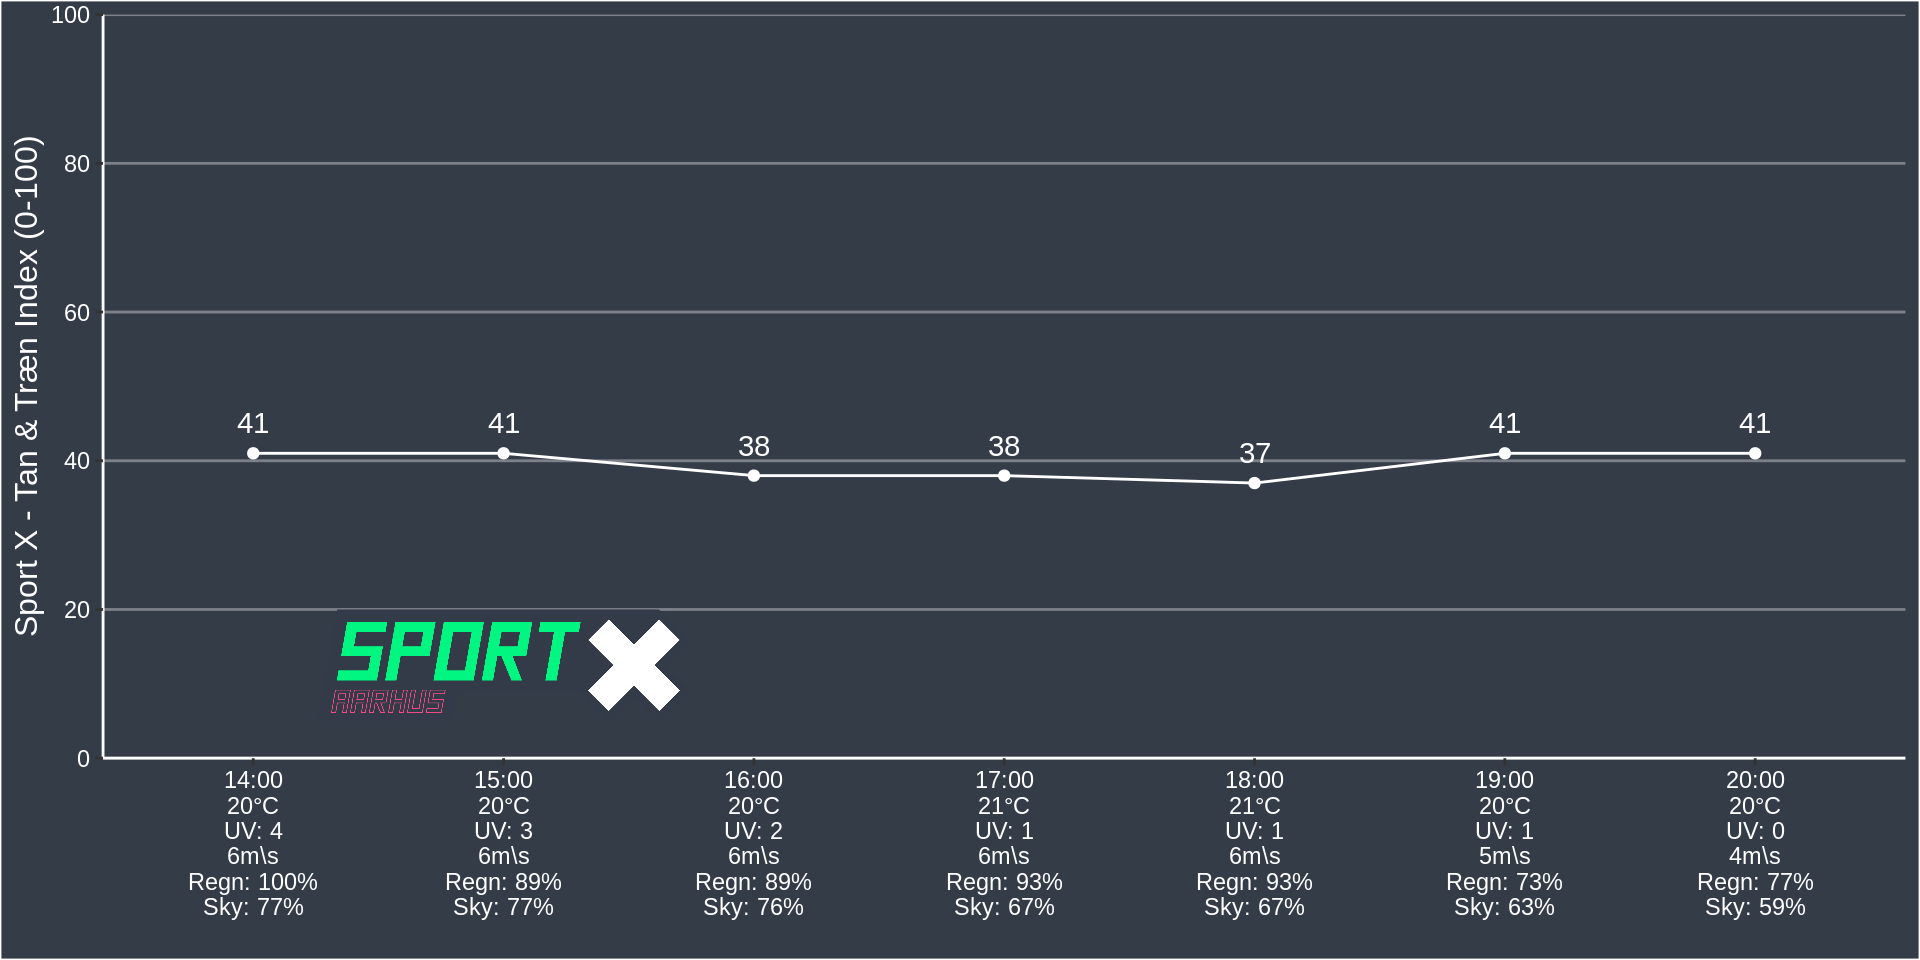 Sport X - Tan & Træn Index (0-100)
100
80
60
40
20
0
41 41 38 38 37 41 41
SPORT X
AARHUS
14:00 15:00 16:00 17:00 18:00 19:00 20:00
20°C 20°C 20°C 21°C 21°C 20°C 20°C
UV: 4 UV: 3 UV: 2 UV: 1 UV: 1 UV: 1 UV: 0
6m\s 6m\s 6m\s 6m\s 6m\s 5m\s 4m\s
Regn: 100% Regn: 89% Regn: 89% Regn: 93% Regn: 93% Regn: 73% Regn: 77%
Sky: 77% Sky: 77% Sky: 76% Sky: 67% Sky: 67% Sky: 63% Sky: 59%